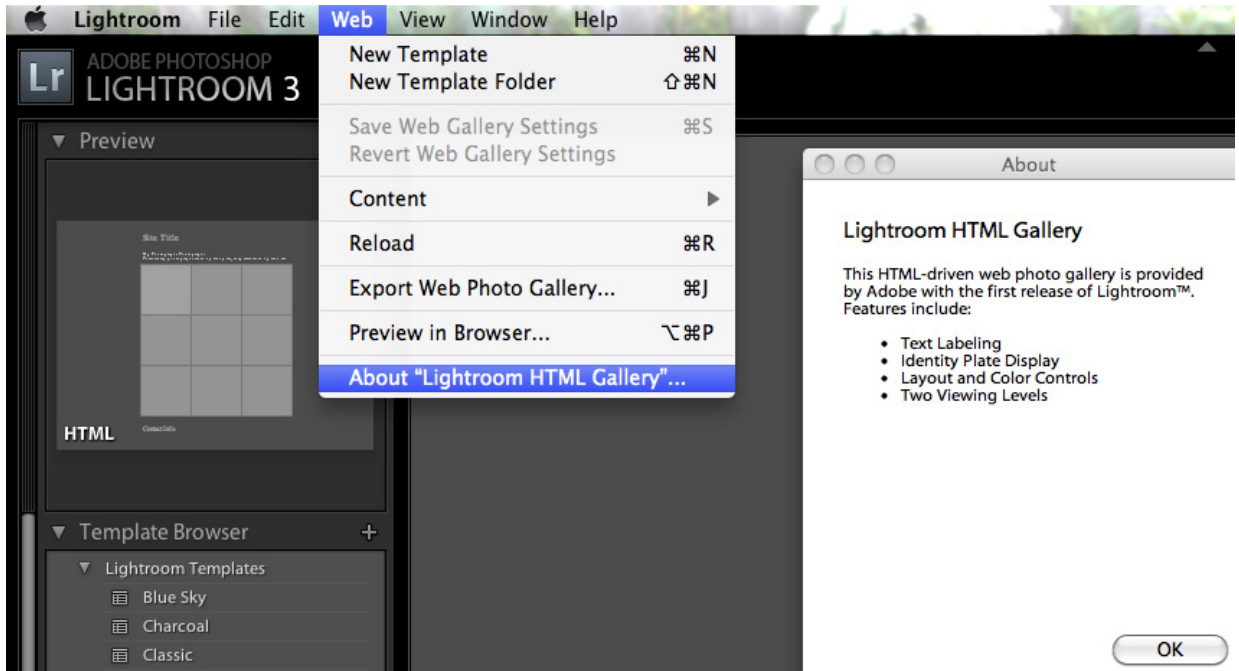 Lightroom File Edit Web View Window Help
Lr
ADOBE PHOTOSHOP
LIGHTROOM 3
New Template ⌘N
New Template Folder ⇧⌘N
Save Web Gallery Settings ⌘S
Revert Web Gallery Settings
Content
Reload ⌘R
Export Web Photo Gallery... ⌘J
Preview in Browser... ⌥⌘P
About “Lightroom HTML Gallery”...
Preview
Site Title
Contact Info
HTML
Template Browser +
Lightroom Templates
Blue Sky
Charcoal
Classic
About
Lightroom HTML Gallery
This HTML-driven web photo gallery is provided
by Adobe with the first release of Lightroom™.
Features include:
• Text Labeling
• Identity Plate Display
• Layout and Color Controls
• Two Viewing Levels
OK